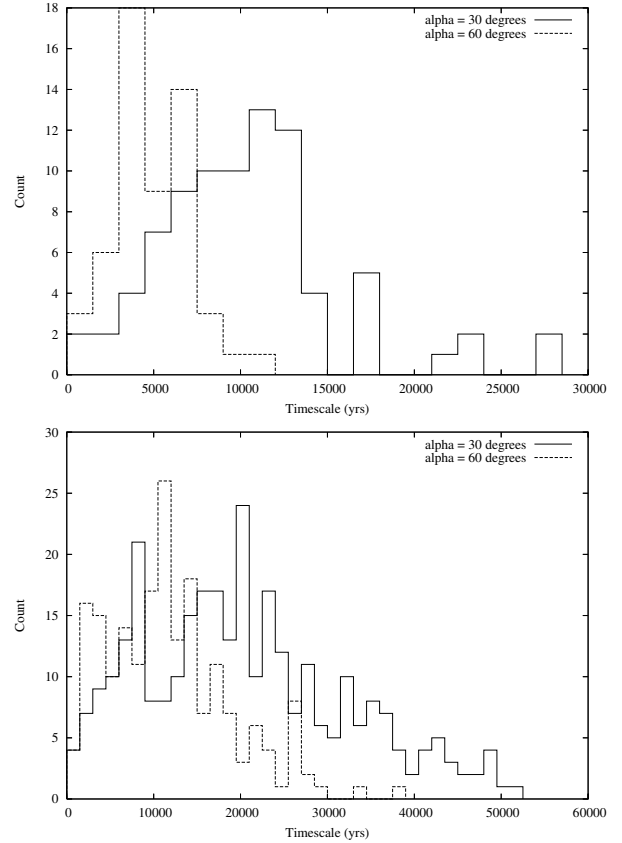 18
16
14
12
10
8
6
4
2
0
Count
alpha = 30 degrees
alpha = 60 degrees
0 5000 10000 15000 20000 25000 30000
Timescale (yrs)
30
25
20
15
10
5
0
Count
alpha = 30 degrees
alpha = 60 degrees
0 10000 20000 30000 40000 50000 60000
Timescale (yrs)